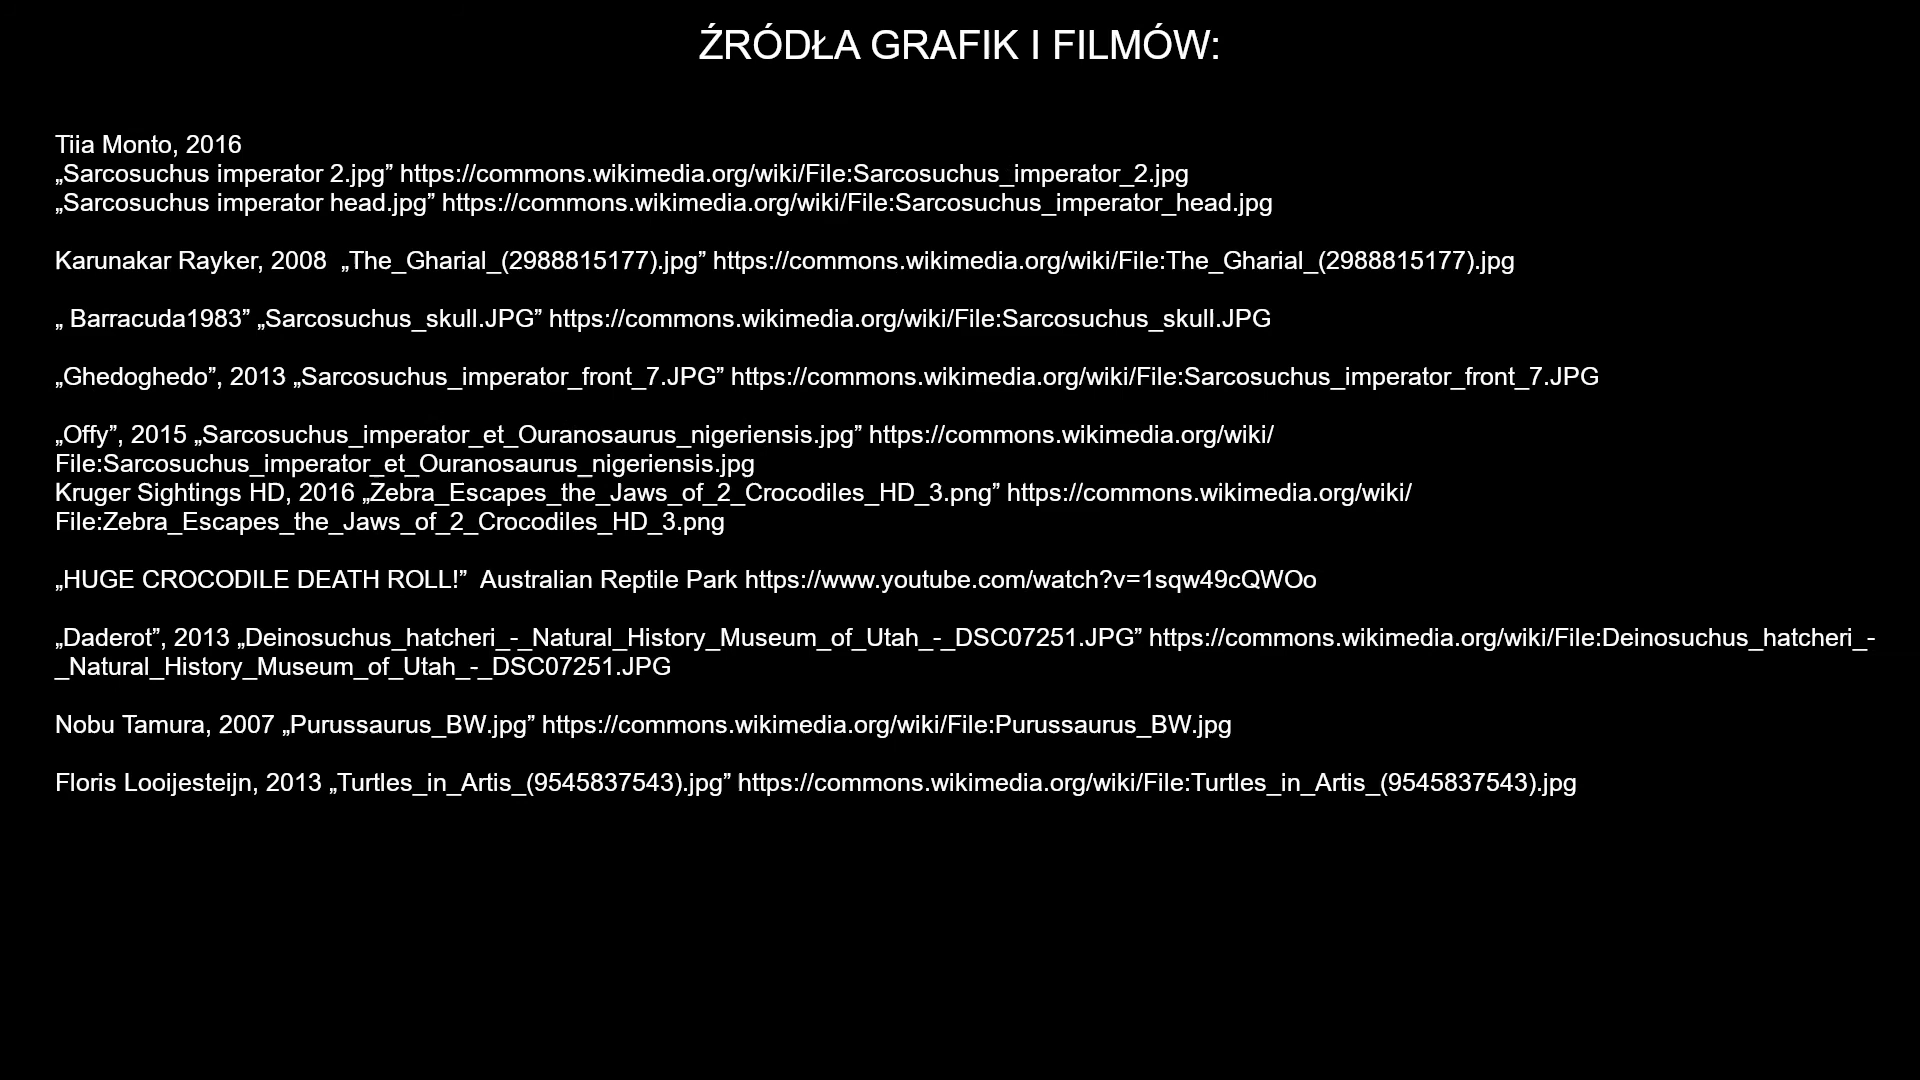 ŹRÓDŁA GRAFIK I FILMÓW:
Tiia Monto, 2016
„Sarcosuchus imperator 2.jpg” https://commons.wikimedia.org/wiki/File:Sarcosuchus_imperator_2.jpg
„Sarcosuchus imperator head.jpg” https://commons.wikimedia.org/wiki/File:Sarcosuchus_imperator_head.jpg
Karunakar Rayker, 2008  „The_Gharial_(2988815177).jpg” https://commons.wikimedia.org/wiki/File:The_Gharial_(2988815177).jpg
„ Barracuda1983” „Sarcosuchus_skull.JPG” https://commons.wikimedia.org/wiki/File:Sarcosuchus_skull.JPG
„Ghedoghedo”, 2013 „Sarcosuchus_imperator_front_7.JPG” https://commons.wikimedia.org/wiki/File:Sarcosuchus_imperator_front_7.JPG
„Offy”, 2015 „Sarcosuchus_imperator_et_Ouranosaurus_nigeriensis.jpg” https://commons.wikimedia.org/wiki/
File:Sarcosuchus_imperator_et_Ouranosaurus_nigeriensis.jpg
Kruger Sightings HD, 2016 „Zebra_Escapes_the_Jaws_of_2_Crocodiles_HD_3.png” https://commons.wikimedia.org/wiki/
File:Zebra_Escapes_the_Jaws_of_2_Crocodiles_HD_3.png
„HUGE CROCODILE DEATH ROLL!”  Australian Reptile Park https://www.youtube.com/watch?v=1sqw49cQWOo
„Daderot”, 2013 „Deinosuchus_hatcheri_-_Natural_History_Museum_of_Utah_-_DSC07251.JPG” https://commons.wikimedia.org/wiki/File:Deinosuchus_hatcheri_-
_Natural_History_Museum_of_Utah_-_DSC07251.JPG
Nobu Tamura, 2007 „Purussaurus_BW.jpg” https://commons.wikimedia.org/wiki/File:Purussaurus_BW.jpg
Floris Looijesteijn, 2013 „Turtles_in_Artis_(9545837543).jpg” https://commons.wikimedia.org/wiki/File:Turtles_in_Artis_(9545837543).jpg